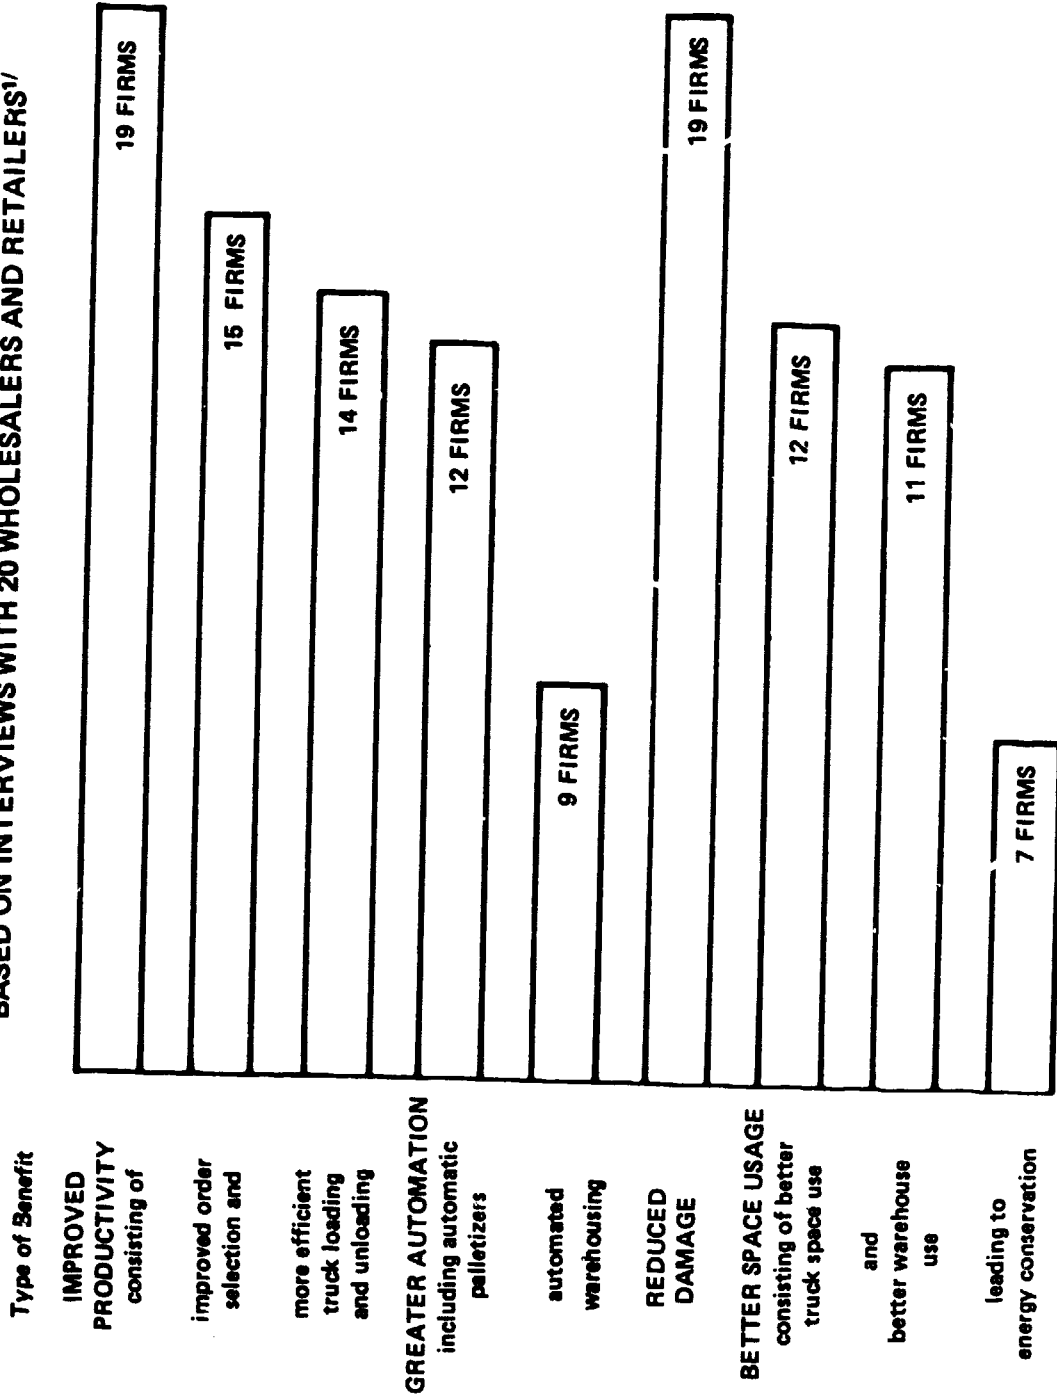 BASED ON INTERVIEWS WITH 20 WHOLESALERS AND RETAILERS1/
Type of Benefit
IMPROVED
PRODUCTIVITY
consisting of
19 FIRMS
improved order
selection and
15 FIRMS
more efficient
truck loading
and unloading
14 FIRMS
GREATER AUTOMATION
including automatic
palletizers
12 FIRMS
automated
warehousing
9 FIRMS
REDUCED
DAMAGE
19 FIRMS
BETTER SPACE USAGE
consisting of better
truck space use
12 FIRMS
and
better warehouse
use
11 FIRMS
leading to
energy conservation
7 FIRMS